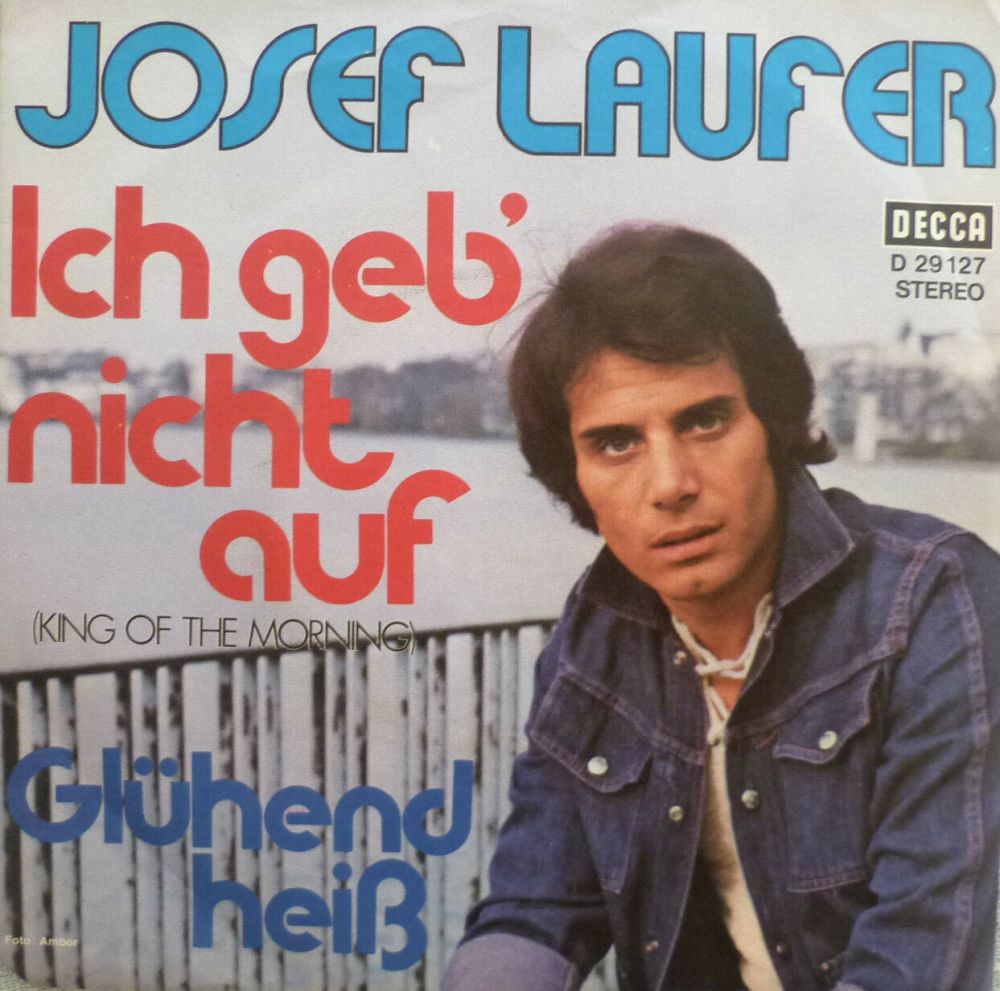 JOSEF LAUFER
Ich geb'
nicht
auf
(KING OF THE MORNING)
DECCA
D 29127
STEREO
Glühend
heiß
Foto: Ambor